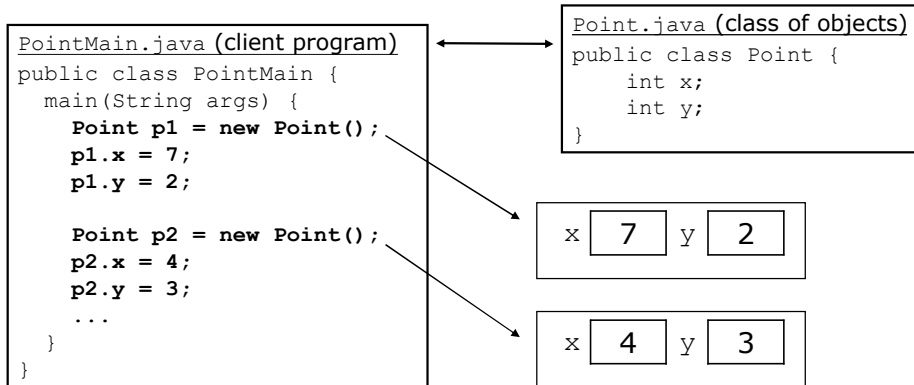 PointMain.java (client program)
public class PointMain {
main(String args) {
Point p1 = new Point();
p1.x = 7;
p1.y = 2;
Point p2 = new Point();
p2.x = 4;
p2.y = 3;
...
}
}
Point.java (class of objects)
public class Point {
int x;
int y;
}
x 7 y 2
x 4 y 3